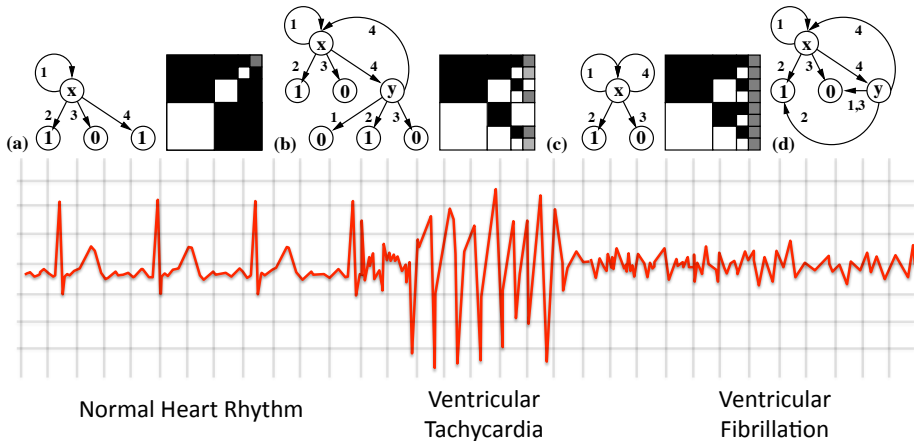 1 x 2 3 4 1 0 1
(a)
1 x 4 2 3 4 1 0 y 1 2 3 0 1 0
(b)
1 4 x 2 3 1 0
(c)
1 x 4 2 3 4 1 0 y 1,3 2
(d)
Normal Heart Rhythm
Ventricular
Tachycardia
Ventricular
Fibrillation